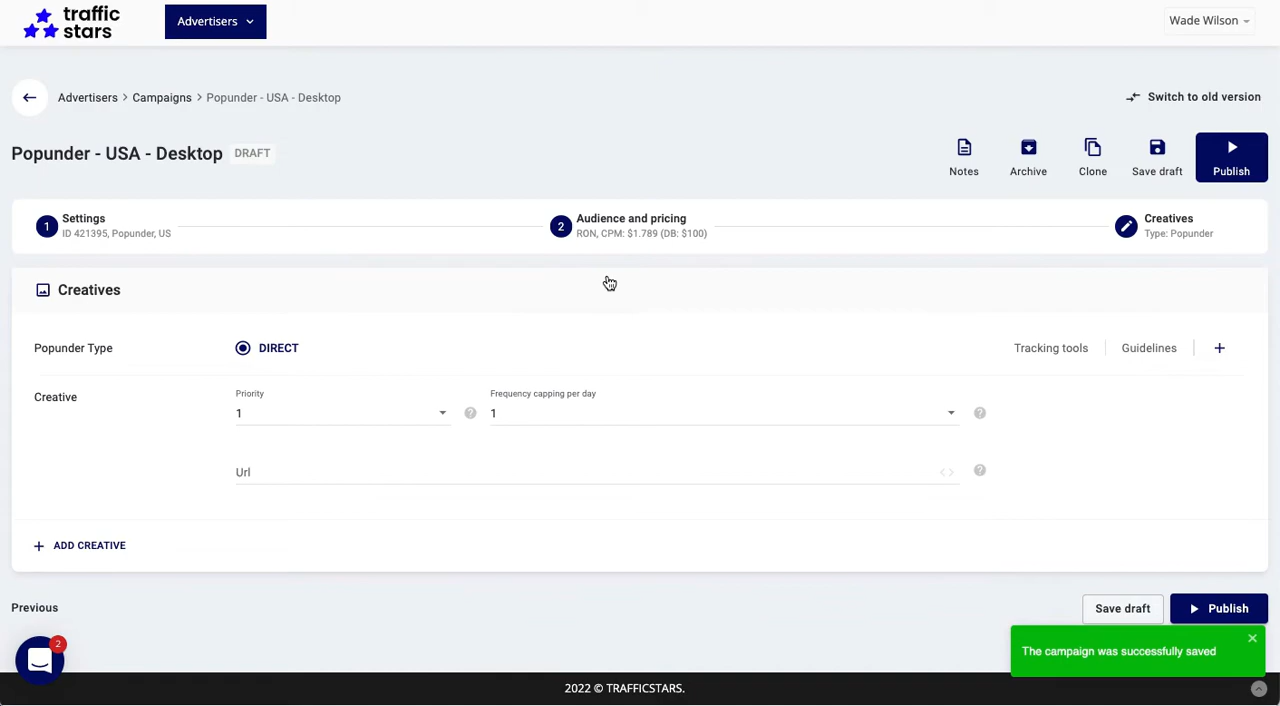 traffic
stars
Advertisers
Wade Wilson
Advertisers > Campaigns > Popunder - USA - Desktop
Switch to old version
Popunder - USA - Desktop DRAFT
Notes
Archive
Clone
Save draft
Publish
1
Settings
ID 421395, Popunder, US
2
Audience and pricing
RON, CPM: $1.789 (DB: $100)
Creatives
Type: Popunder
Creatives
Popunder Type
DIRECT
Tracking tools
Guidelines
+
Creative
Priority
1
?
Frequency capping per day
1
?
Url
<>
?
+ ADD CREATIVE
Previous
Save draft
Publish
2
The campaign was successfully saved
2022 © TRAFFICSTARS.